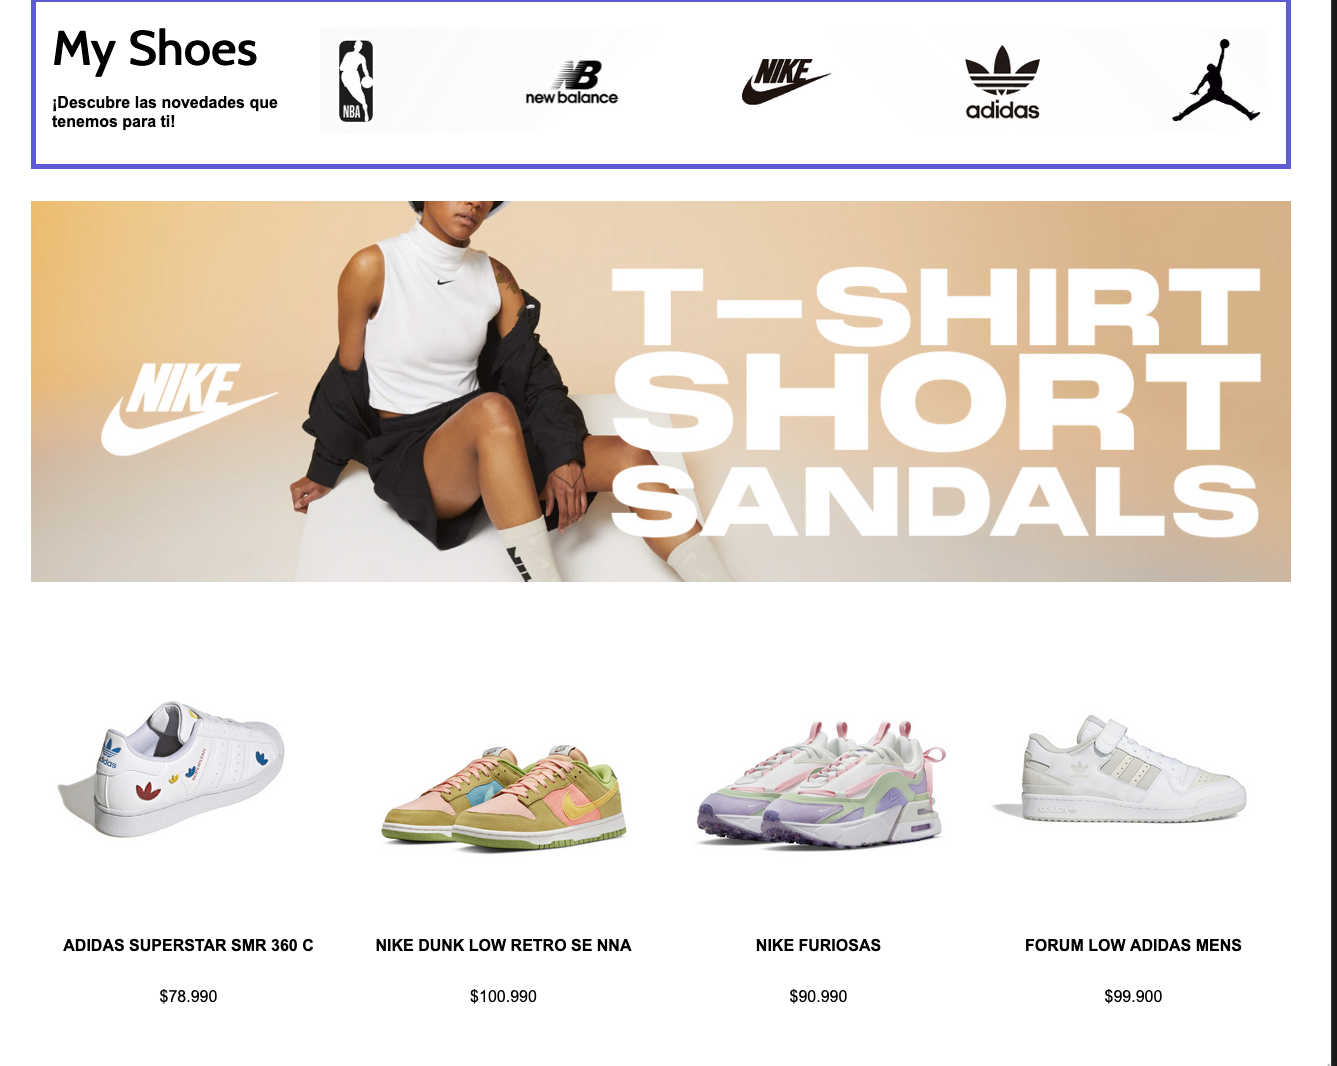 My Shoes
¡Descubre las novedades que
tenemos para ti!
NBA
new balance
NIKE
adidas
NIKE
T-SHIRT
SHORT
SANDALS
adidas
ADIDAS SUPERSTAR SMR 360 C
NIKE DUNK LOW RETRO SE NNA
NIKE FURIOSAS
FORUM LOW ADIDAS MENS
$78.990
$100.990
$90.990
$99.900